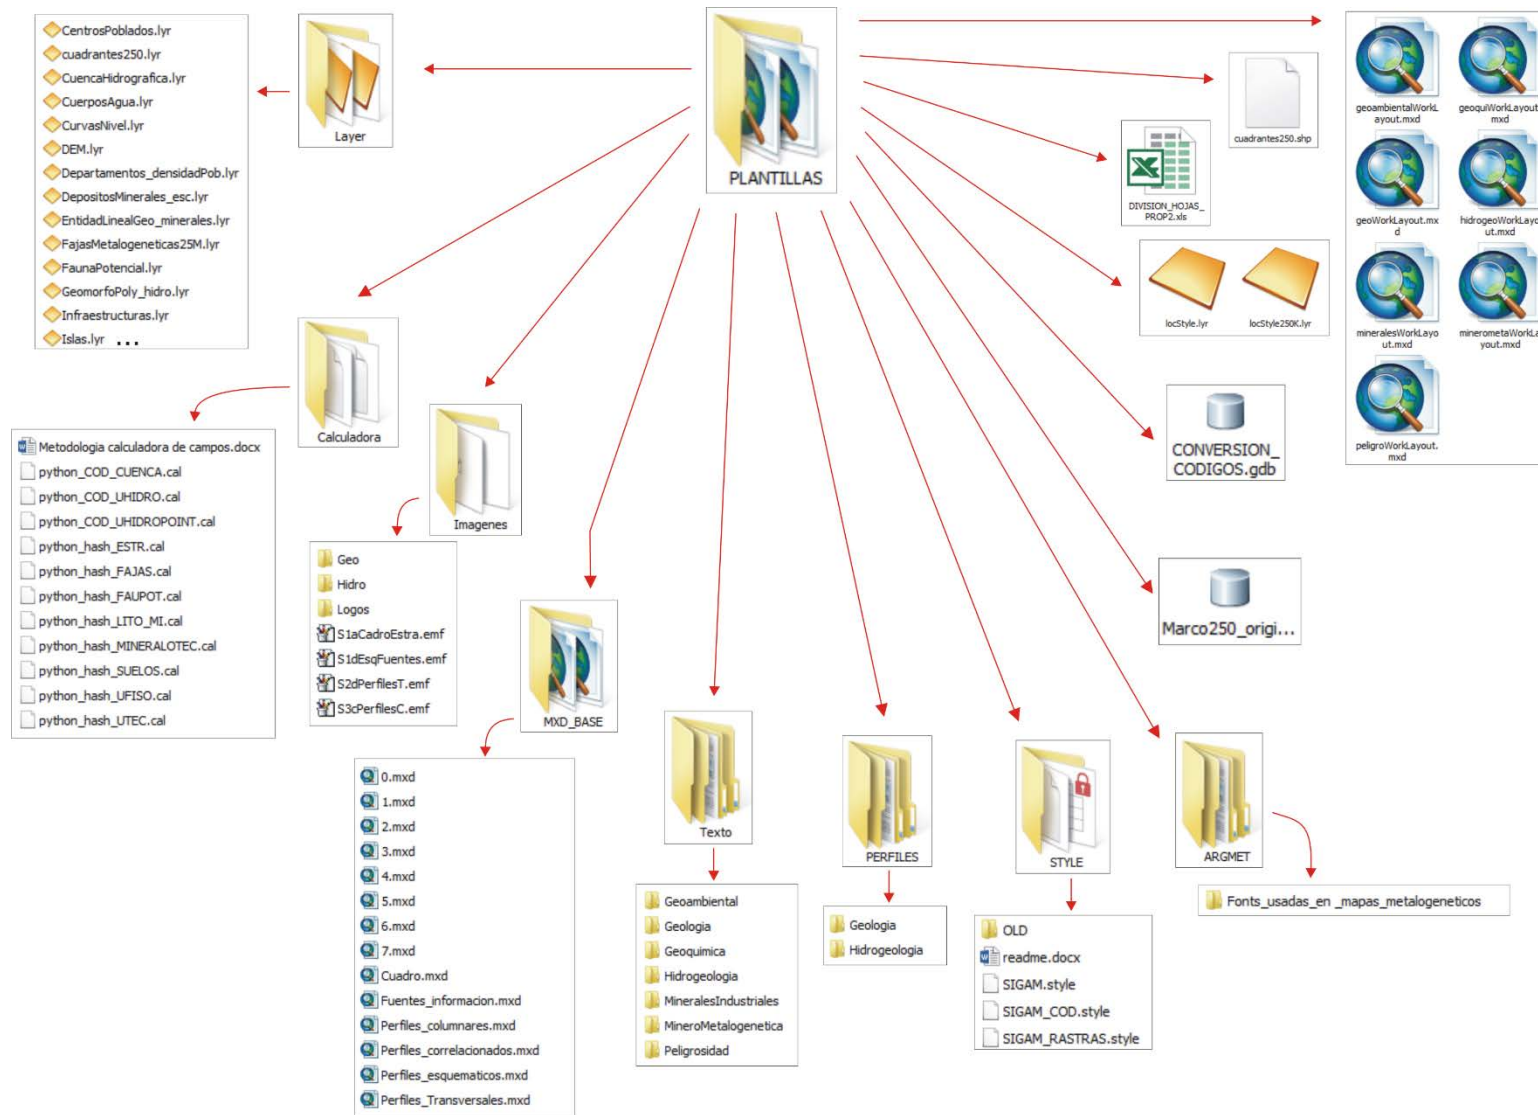 PLANTILLAS
Layer
CentrosPoblados.lyr
cuadrantes250.lyr
CuencaHidrografica.lyr
CuerposAgua.lyr
CurvasNivel.lyr
DEM.lyr
Departamentos_densidadPob.lyr
DepositosMinerales_esc.lyr
EntidadLinealGeo_minerales.lyr
FajasMetalogeneticas25M.lyr
FaunaPotencial.lyr
GeomorfoPoly_hidro.lyr
Infraestructuras.lyr
Islas.lyr ...
Calculadora
Metodologia calculadora de campos.docx
python_COD_CUENCA.cal
python_COD_UHIDRO.cal
python_COD_UHIDROPOINT.cal
python_hash_ESTR.cal
python_hash_FAJAS.cal
python_hash_FAUPOT.cal
python_hash_LITO_MI.cal
python_hash_MINERALOTEC.cal
python_hash_SUELOS.cal
python_hash_UFISO.cal
python_hash_UTEC.cal
Imagenes
Geo
Hidro
Logos
S1aCadroEstra.emf
S1dEsqFuentes.emf
S2dPerfilesT.emf
S3cPerfilesC.emf
MXD_BASE
0.mxd
1.mxd
2.mxd
3.mxd
4.mxd
5.mxd
6.mxd
7.mxd
Cuadro.mxd
Fuentes_informacion.mxd
Perfiles_columnares.mxd
Perfiles_correlacionados.mxd
Perfiles_esquematicos.mxd
Perfiles_Transversales.mxd
Texto
Geoambiental
Geologia
Geoquimica
Hidrogeologia
MineralesIndustriales
MineroMetalogenetica
Peligrosidad
PERFILES
Geologia
Hidrogeologia
STYLE
OLD
readme.docx
SIGAM.style
SIGAM_COD.style
SIGAM_RASTRAS.style
ARGMET
Fonts_usadas_en _mapas_metalogeneticos
Marco250_origi...
CONVERSION_
CODIGOS.gdb
locStyle.lyr
locStyle250K.lyr
DIVISION_HOJAS_
PROP2.xls
cuadrantes250.shp
geoambientalWorkL
ayout.mxd
geoquiWorkLayout.
mxd
geoWorkLayout.mx
d
hidrogeoWorkLayo
ut.mxd
mineralesWorkLayo
ut.mxd
minerometaWorkLa
yout.mxd
peligroWorkLayout.
mxd